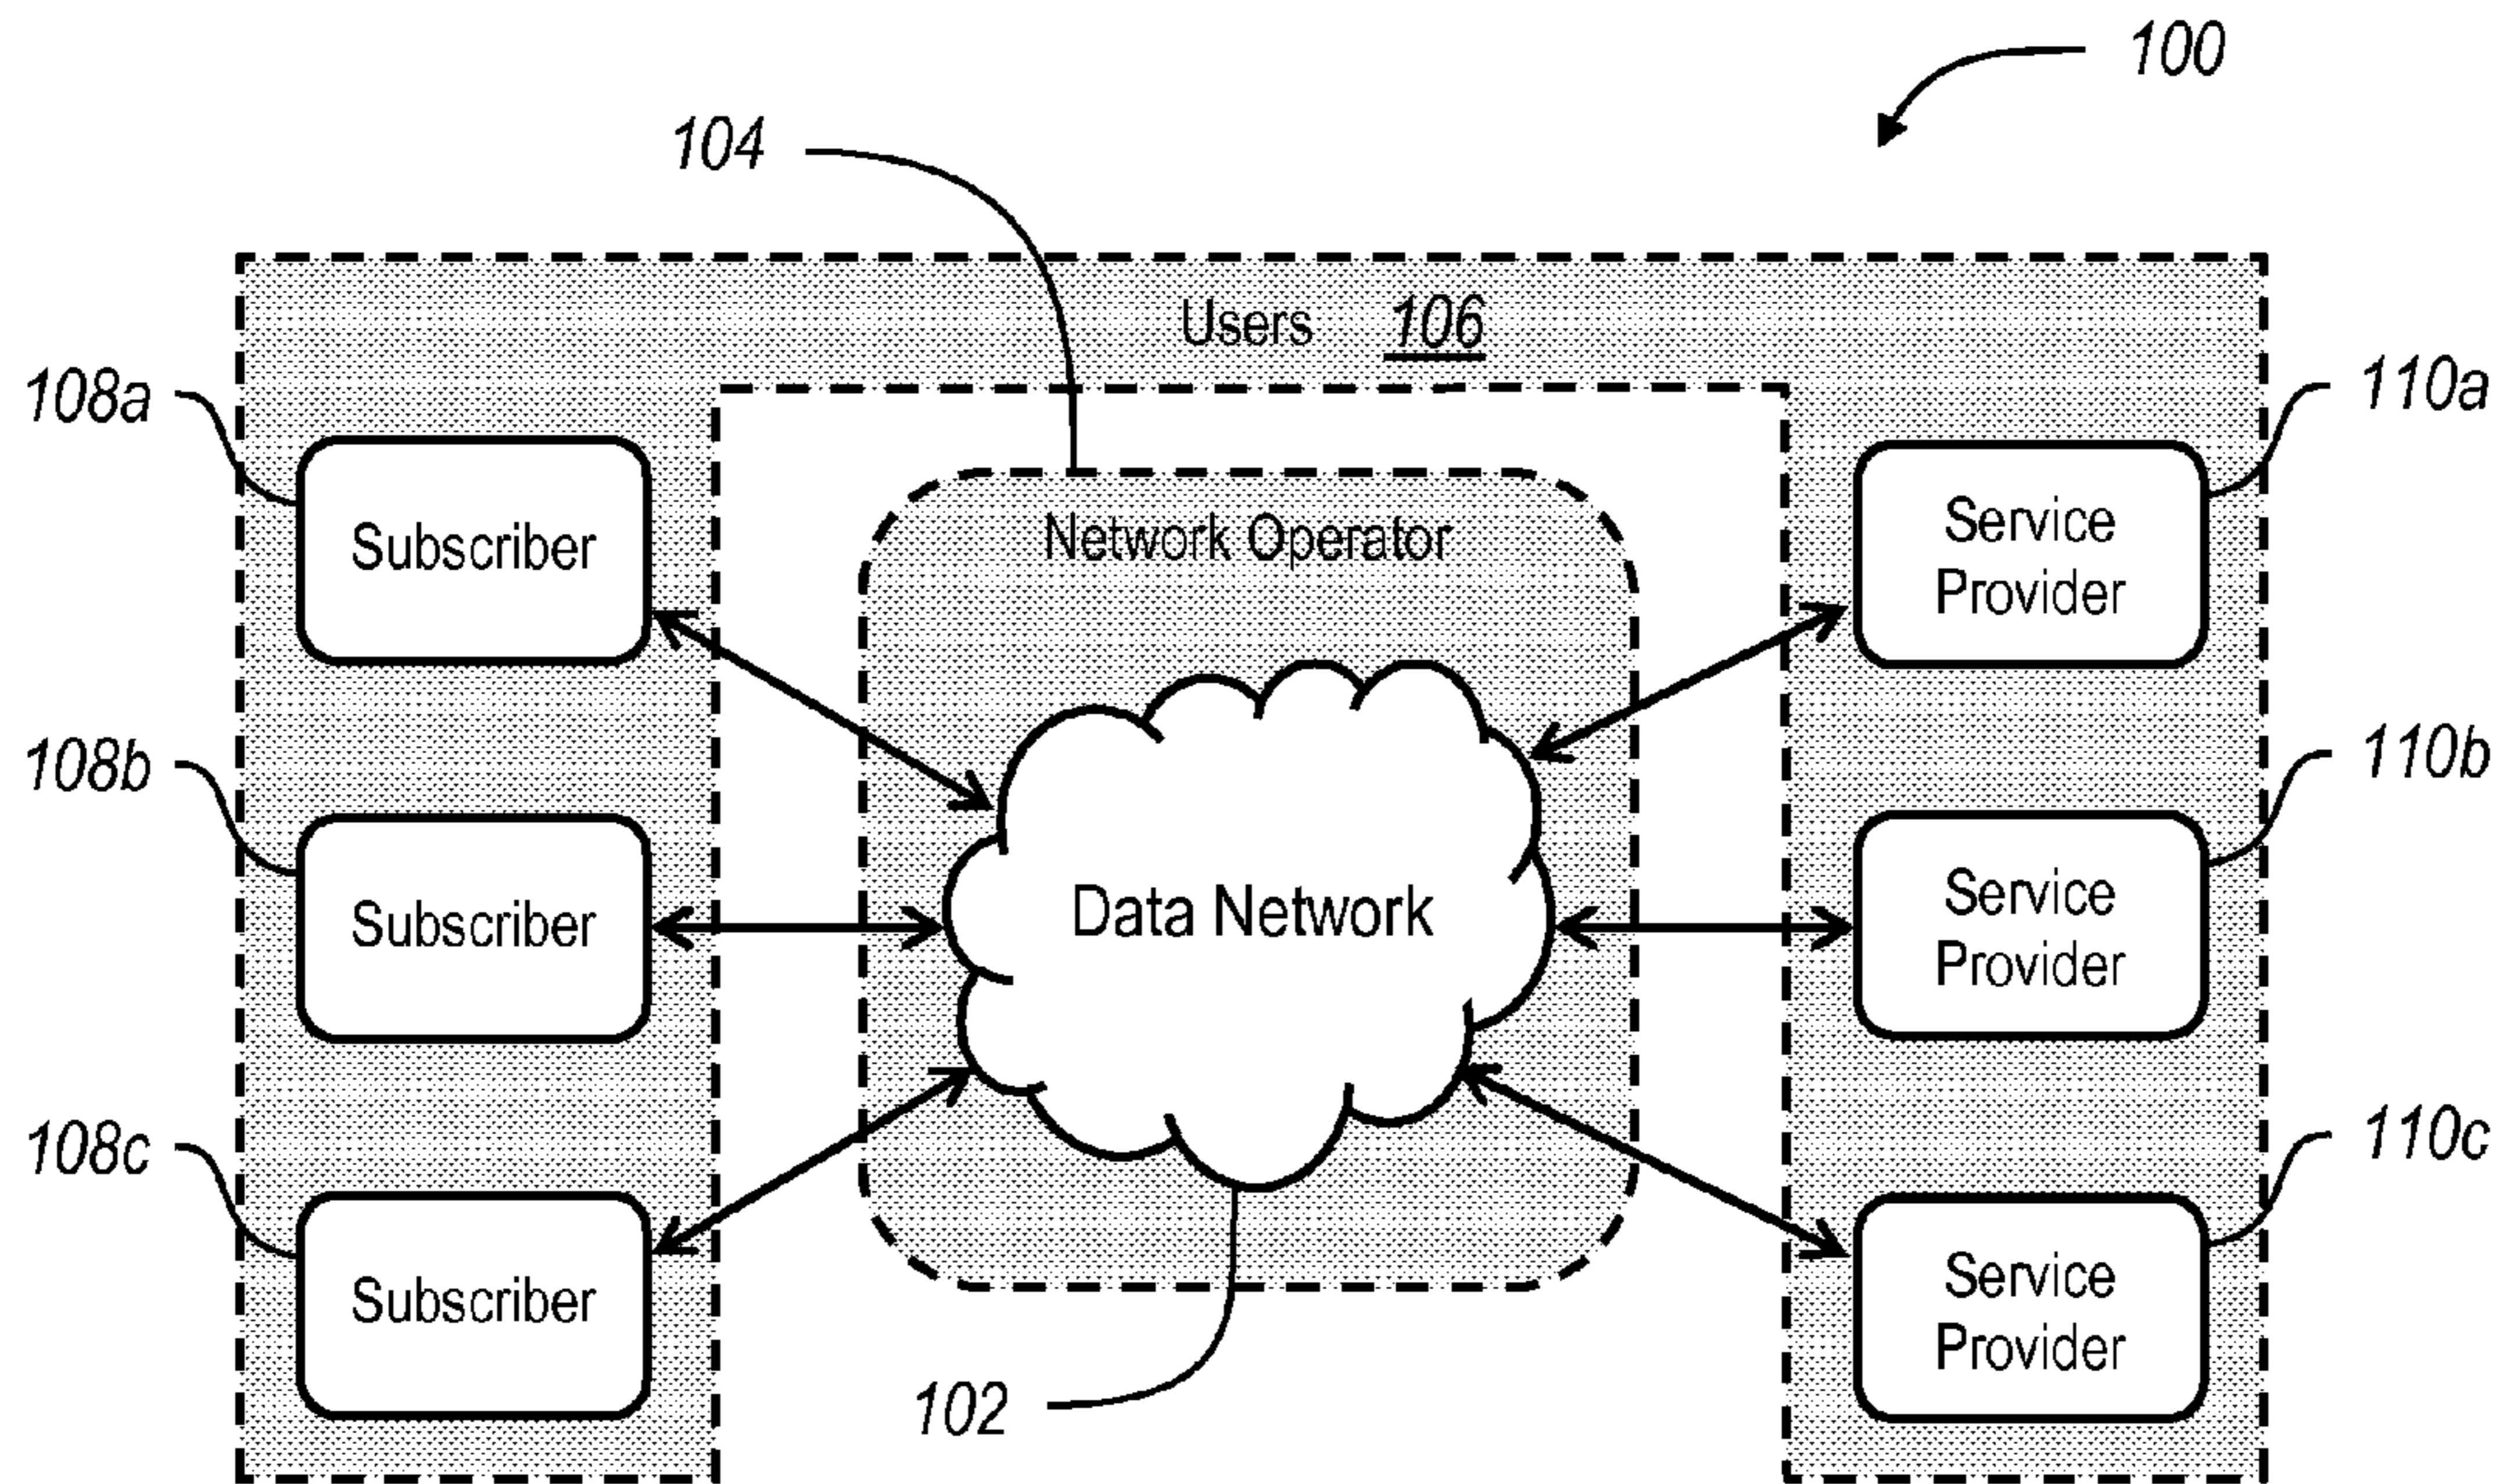 100
104
Users 106
108a
110a
Subscriber
Service
Provider
Network Operator
108b
110b
Subscriber
Data Network
Service
Provider
108c
110c
Subscriber
Service
Provider
102